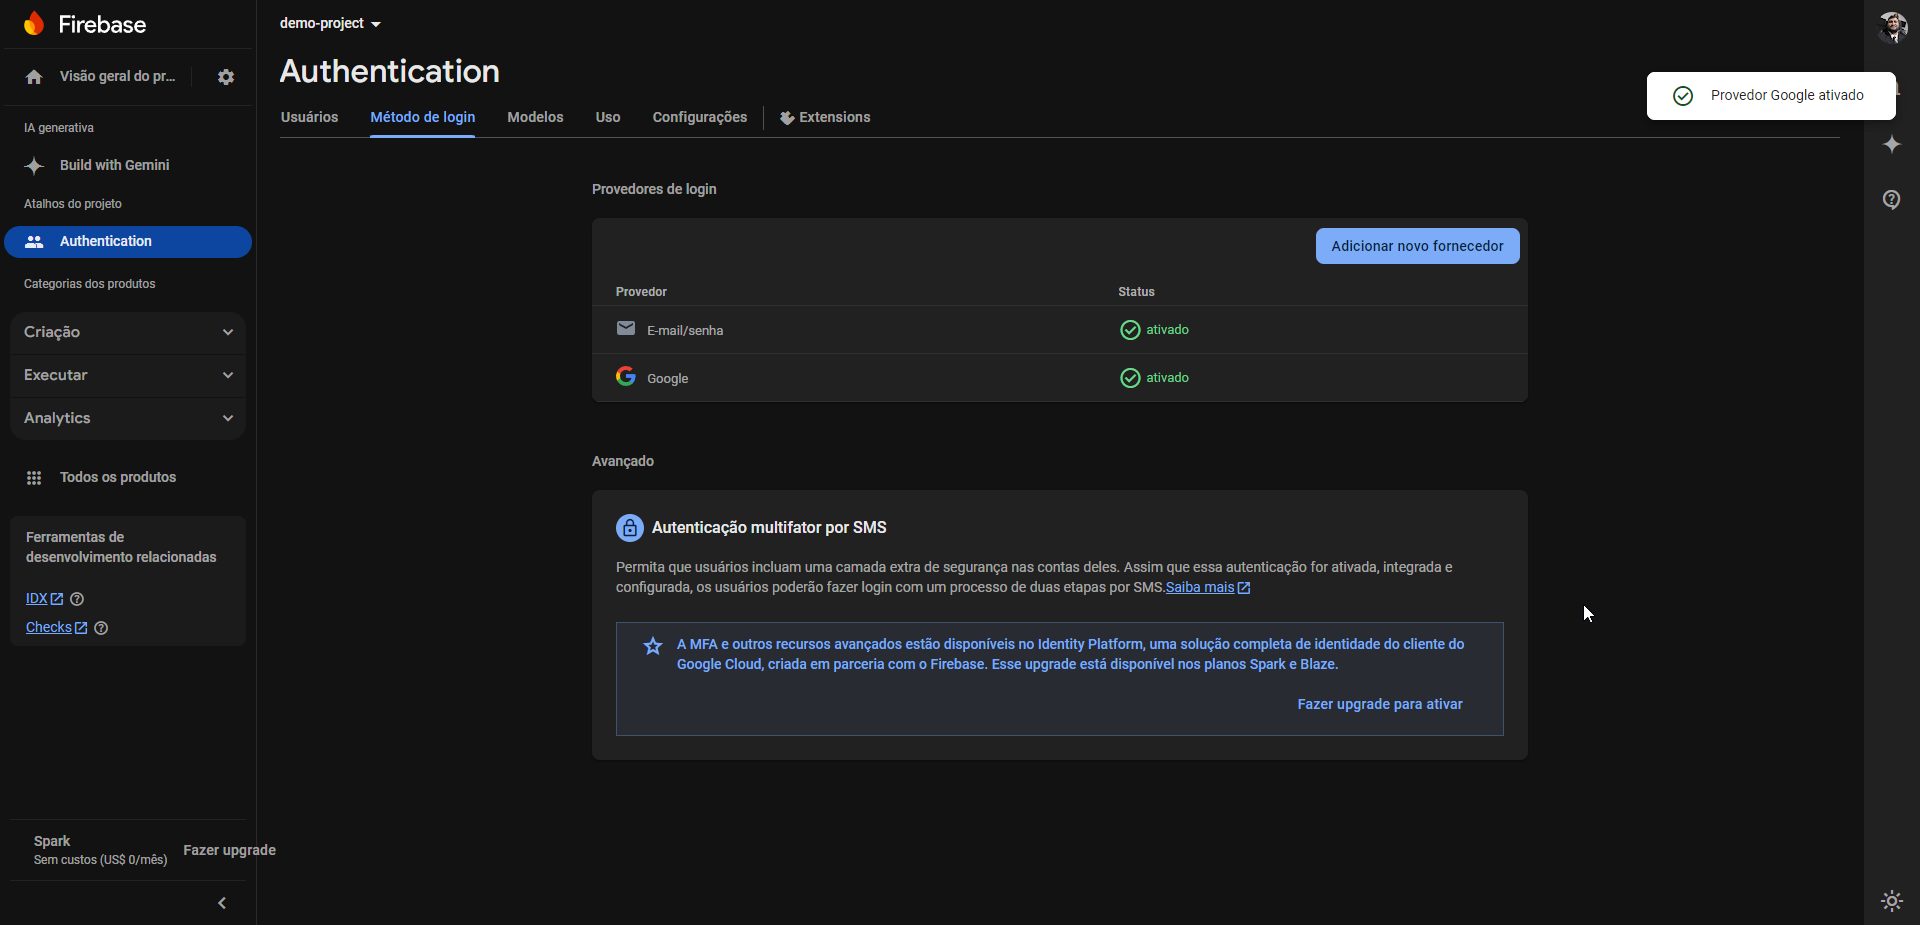 Firebase
Visão geral do pr...
IA generativa
Build with Gemini
Atalhos do projeto
Authentication
Categorias dos produtos
Criação
Executar
Analytics
Todos os produtos
Ferramentas de
desenvolvimento relacionadas
IDX
Checks
Spark
Sem custos (US$ 0/mês)
Fazer upgrade
demo-project
Authentication
Usuários
Método de login
Modelos
Uso
Configurações
Extensions
Provedor Google ativado
Provedores de login
Adicionar novo fornecedor
Provedor Status
E-mail/senha ativado
Google ativado
Avançado
Autenticação multifator por SMS
Permita que usuários incluam uma camada extra de segurança nas contas deles. Assim que essa autenticação for ativada, integrada e
configurada, os usuários poderão fazer login com um processo de duas etapas por SMS.Saiba mais
A MFA e outros recursos avançados estão disponíveis no Identity Platform, uma solução completa de identidade do cliente do
Google Cloud, criada em parceria com o Firebase. Esse upgrade está disponível nos planos Spark e Blaze.
Fazer upgrade para ativar